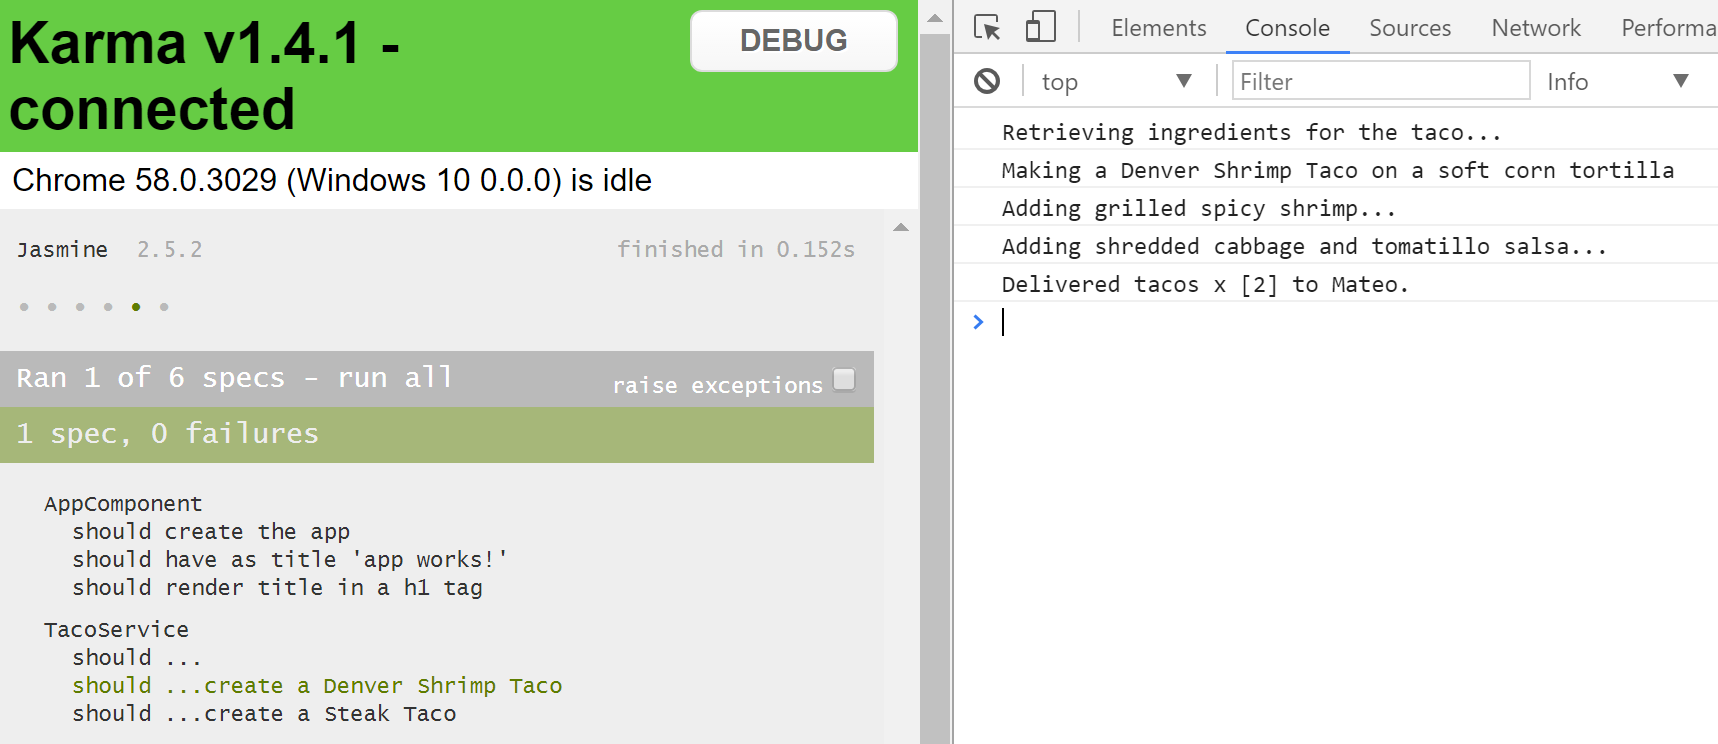 Karma v1.4.1 -
connected
DEBUG
Chrome 58.0.3029 (Windows 10 0.0.0) is idle
Jasmine 2.5.2 finished in 0.152s
Ran 1 of 6 specs - run all
raise exceptions
1 spec, 0 failures
AppComponent
should create the app
should have as title 'app works!'
should render title in a h1 tag
TacoService
should ...
should ...create a Denver Shrimp Taco
should ...create a Steak Taco
Elements Console Sources Network Performa
top Filter Info
Retrieving ingredients for the taco...
Making a Denver Shrimp Taco on a soft corn tortilla
Adding grilled spicy shrimp...
Adding shredded cabbage and tomatillo salsa...
Delivered tacos x [2] to Mateo.